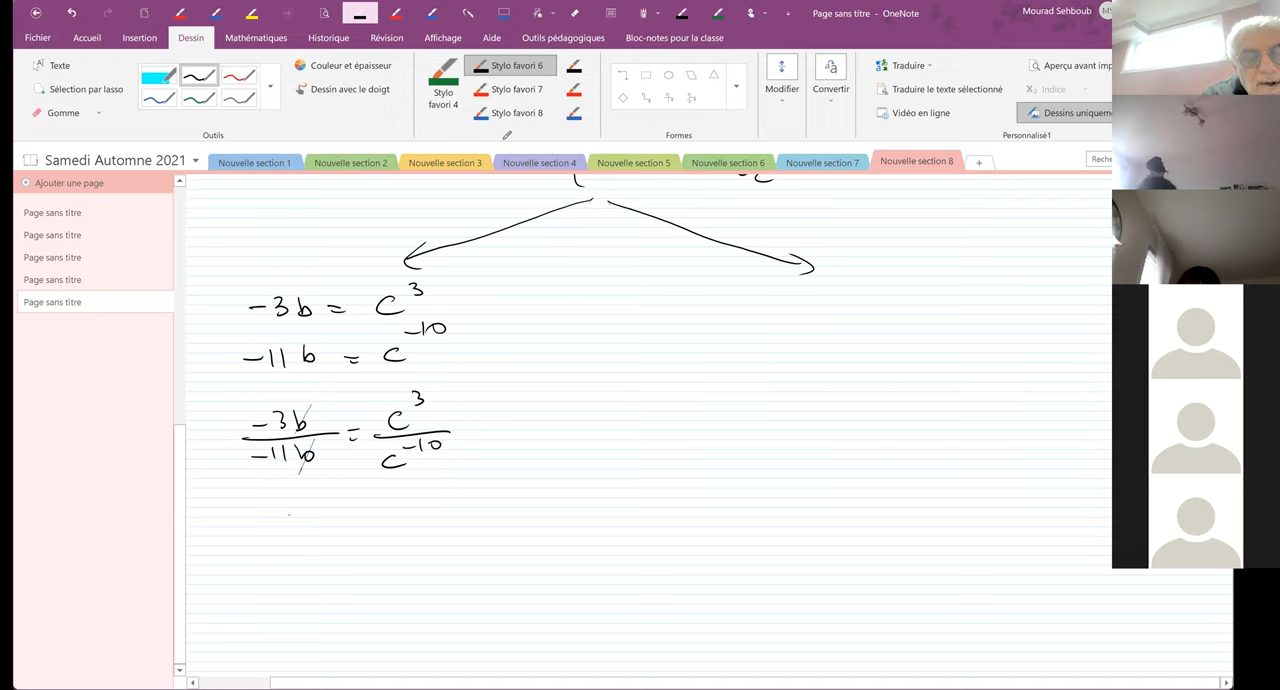 Page sans titre - OneNote
Mourad Sehboub
MS
Fichier Accueil Insertion Dessin Mathématiques Historique Révision Affichage Aide Outils pédagogiques Bloc-notes pour la classe
Texte
Sélection par lasso
Gomme
Outils
Couleur et épaisseur
Dessin avec le doigt
Stylo favori 4
Stylo favori 6
Stylo favori 7
Stylo favori 8
Formes
Modifier
Convertir
Traduire
Traduire le texte sélectionné
Vidéo en ligne
Aperçu avant imp
Indice
Dessins uniqueme
Personnalisé1
Samedi Automne 2021
Nouvelle section 1 Nouvelle section 2 Nouvelle section 3 Nouvelle section 4 Nouvelle section 5 Nouvelle section 6 Nouvelle section 7 Nouvelle section 8 +
Reche
Ajouter une page
Page sans titre
Page sans titre
Page sans titre
Page sans titre
Page sans titre
-3b = c^3
-11b = c^-10
-3b/-11b = c^3/c^-10